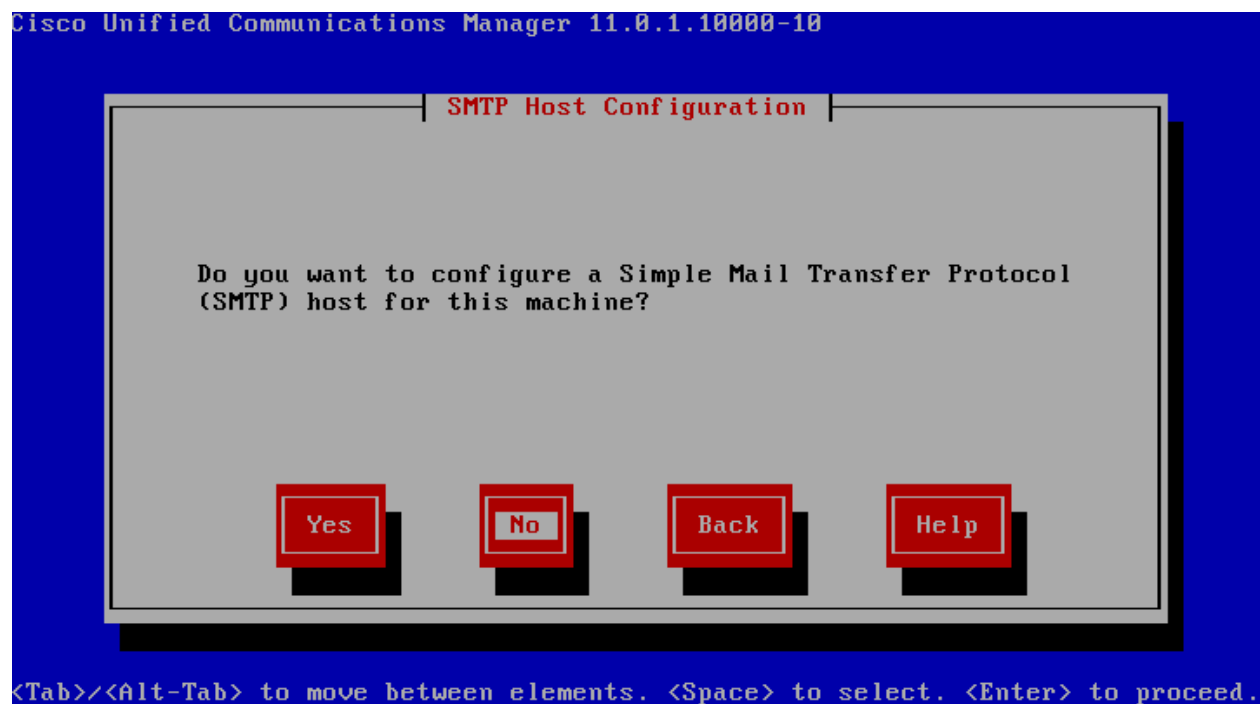 Cisco Unified Communications Manager 11.0.1.10000-10
SMTP Host Configuration
Do you want to configure a Simple Mail Transfer Protocol
(SMTP) host for this machine?
Yes No Back Help
<Tab>/<Alt-Tab> to move between elements. <Space> to select. <Enter> to proceed.